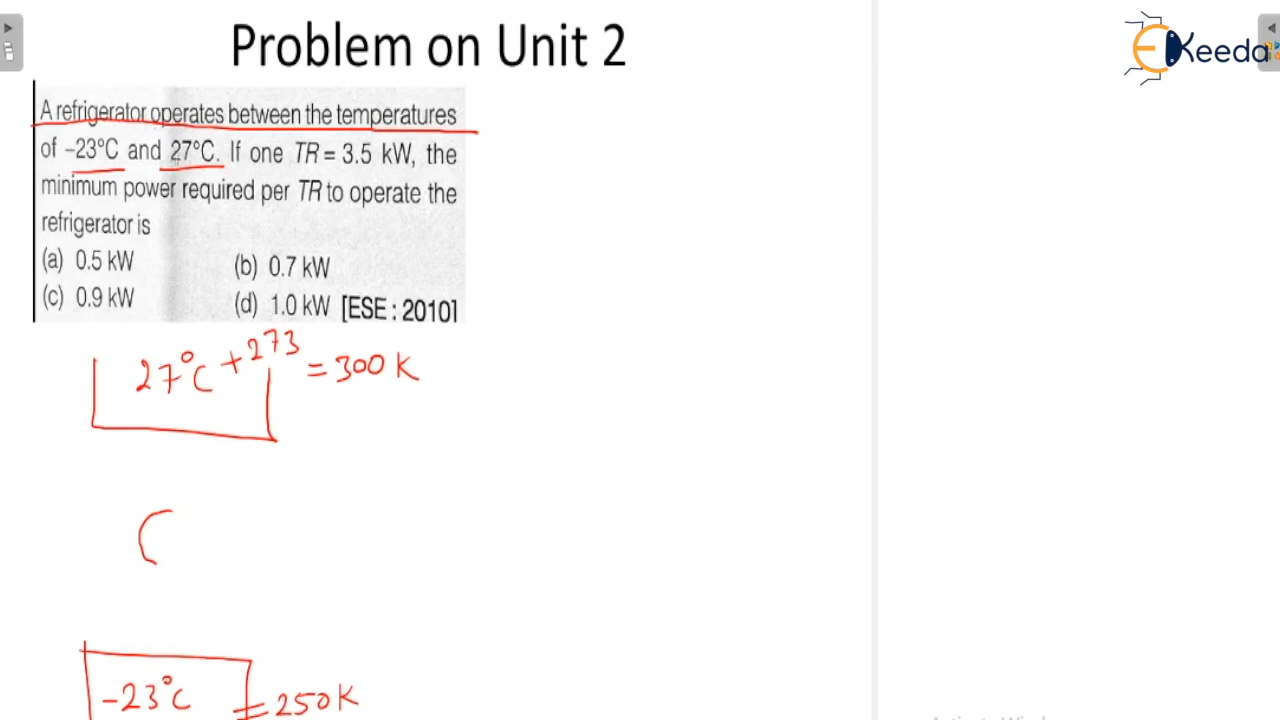 Problem on Unit 2
EKeeda
A refrigerator operates between the temperatures
of –23°C and 27°C. If one TR = 3.5 kW, the
minimum power required per TR to operate the
refrigerator is
(a) 0.5 kW (b) 0.7 kW
(c) 0.9 kW (d) 1.0 kW [ESE : 2010]
27°C + 273 = 300 K
-23°C = 250 K